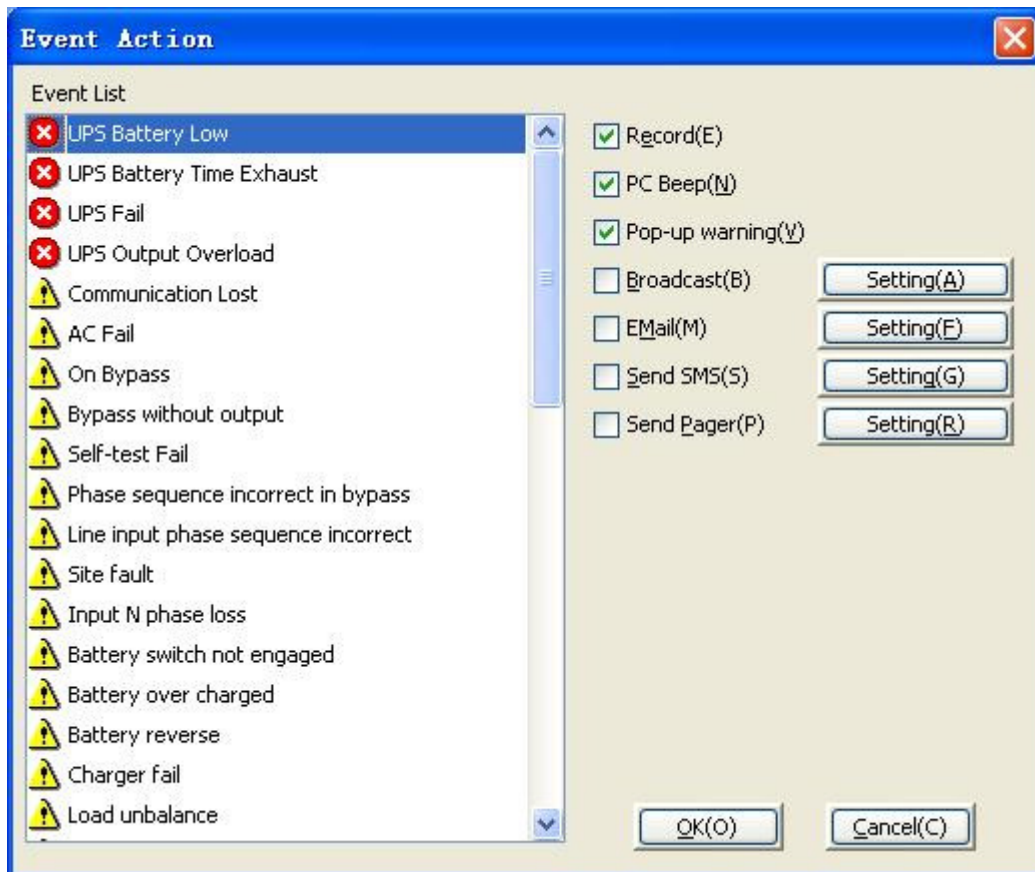 Event Action
Event List
UPS Battery Low
UPS Battery Time Exhaust
UPS Fail
UPS Output Overload
Communication Lost
AC Fail
On Bypass
Bypass without output
Self-test Fail
Phase sequence incorrect in bypass
Line input phase sequence incorrect
Site fault
Input N phase loss
Battery switch not engaged
Battery over charged
Battery reverse
Charger fail
Load unbalance
Record(E)
PC Beep(N)
Pop-up warning(V)
Broadcast(B) Setting(A)
EMail(M) Setting(F)
Send SMS(S) Setting(G)
Send Pager(P) Setting(R)
OK(O) Cancel(C)